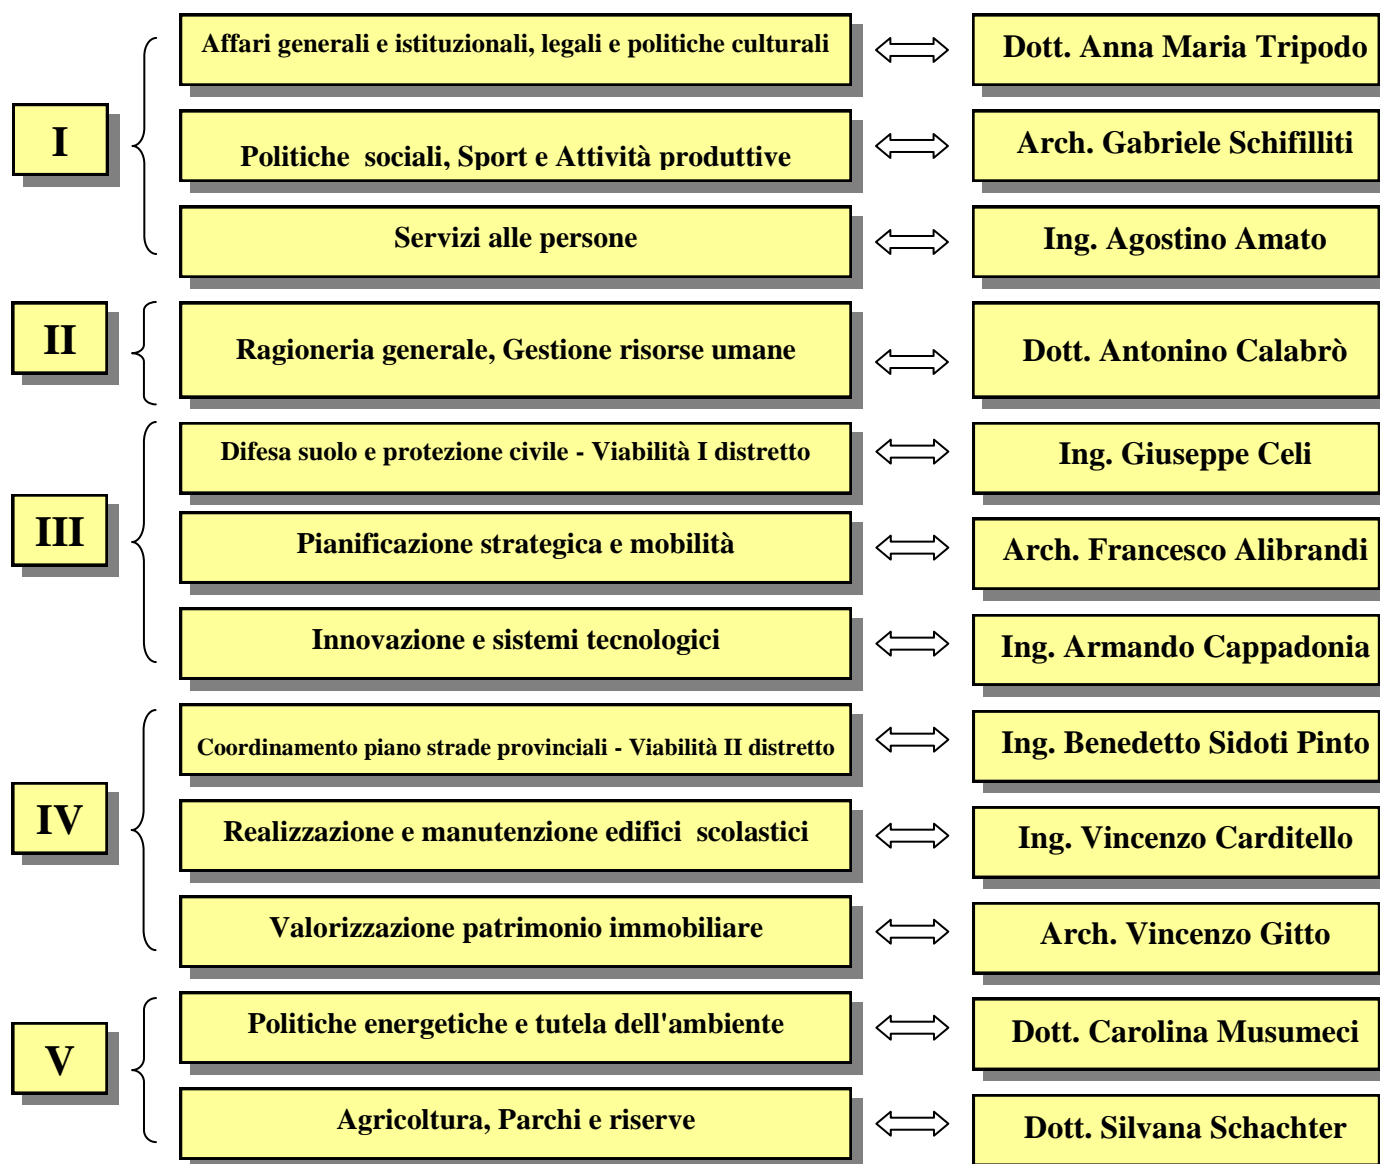 Affari generali e istituzionali, legali e politiche culturali
Dott. Anna Maria Tripodo
I
Politiche sociali, Sport e Attività produttive
Arch. Gabriele Schifilliti
Servizi alle persone
Ing. Agostino Amato
II
Ragioneria generale, Gestione risorse umane
Dott. Antonino Calabrò
Difesa suolo e protezione civile - Viabilità I distretto
Ing. Giuseppe Celi
III
Pianificazione strategica e mobilità
Arch. Francesco Alibrandi
Innovazione e sistemi tecnologici
Ing. Armando Cappadonia
Coordinamento piano strade provinciali - Viabilità II distretto
Ing. Benedetto Sidoti Pinto
IV
Realizzazione e manutenzione edifici scolastici
Ing. Vincenzo Carditello
Valorizzazione patrimonio immobiliare
Arch. Vincenzo Gitto
Politiche energetiche e tutela dell'ambiente
Dott. Carolina Musumeci
V
Agricoltura, Parchi e riserve
Dott. Silvana Schachter